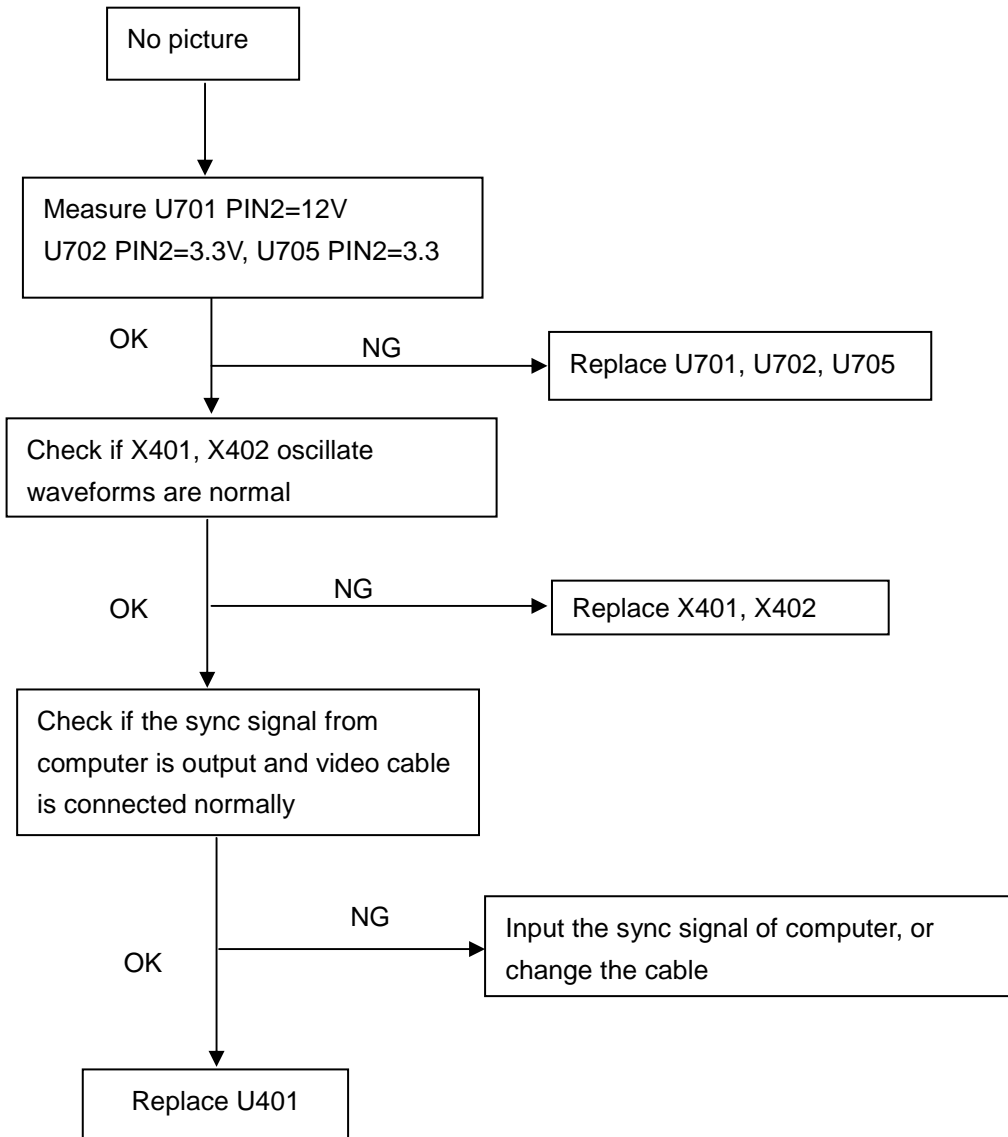 No picture
Measure U701 PIN2=12V
U702 PIN2=3.3V, U705 PIN2=3.3
OK
NG
Replace U701, U702, U705
Check if X401, X402 oscillate
waveforms are normal
OK
NG
Replace X401, X402
Check if the sync signal from
computer is output and video cable
is connected normally
OK
NG
Input the sync signal of computer, or
change the cable
Replace U401